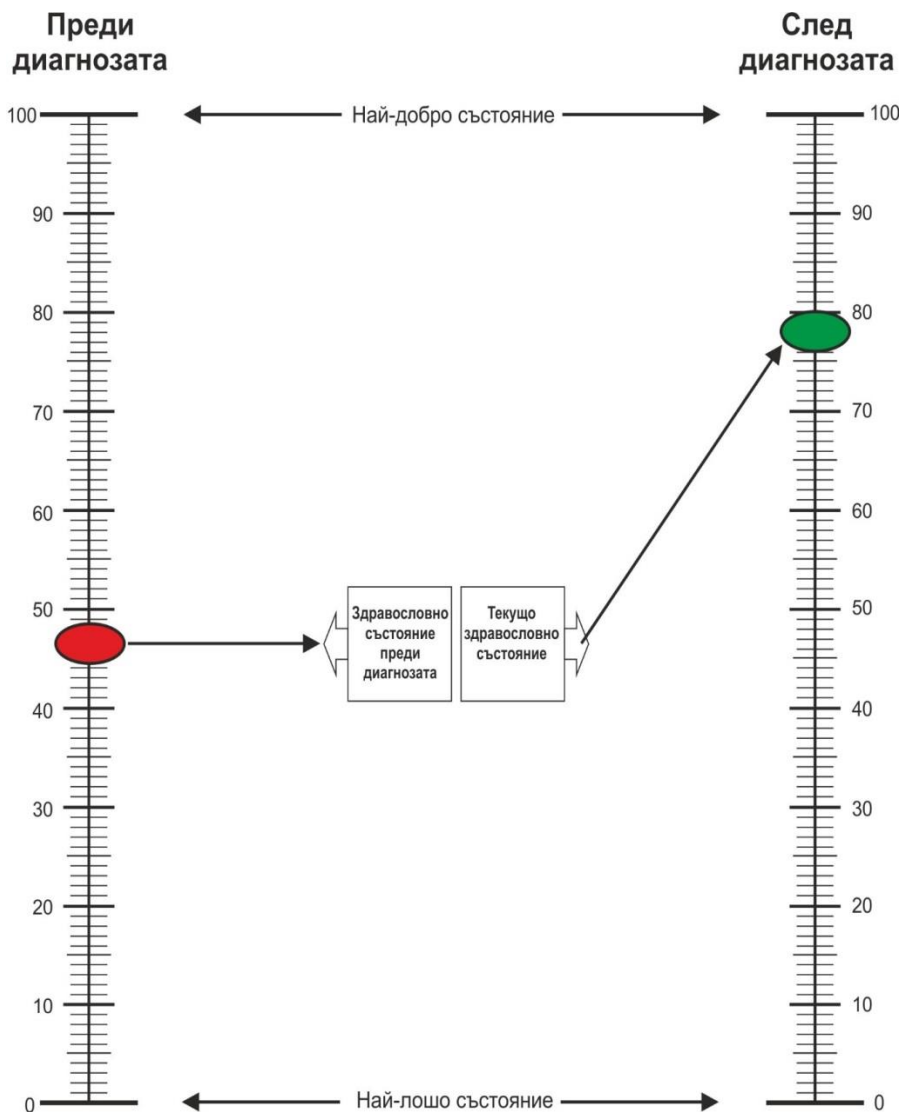 Преди
диагнозата
След
диагнозата
100
Най-добро състояние
100
90
90
80
80
70
70
60
60
50
50
Здравословно
състояние
преди
диагнозата
Текущо
здравословно
състояние
40
40
30
30
20
20
10
10
0
Най-лошо състояние
0